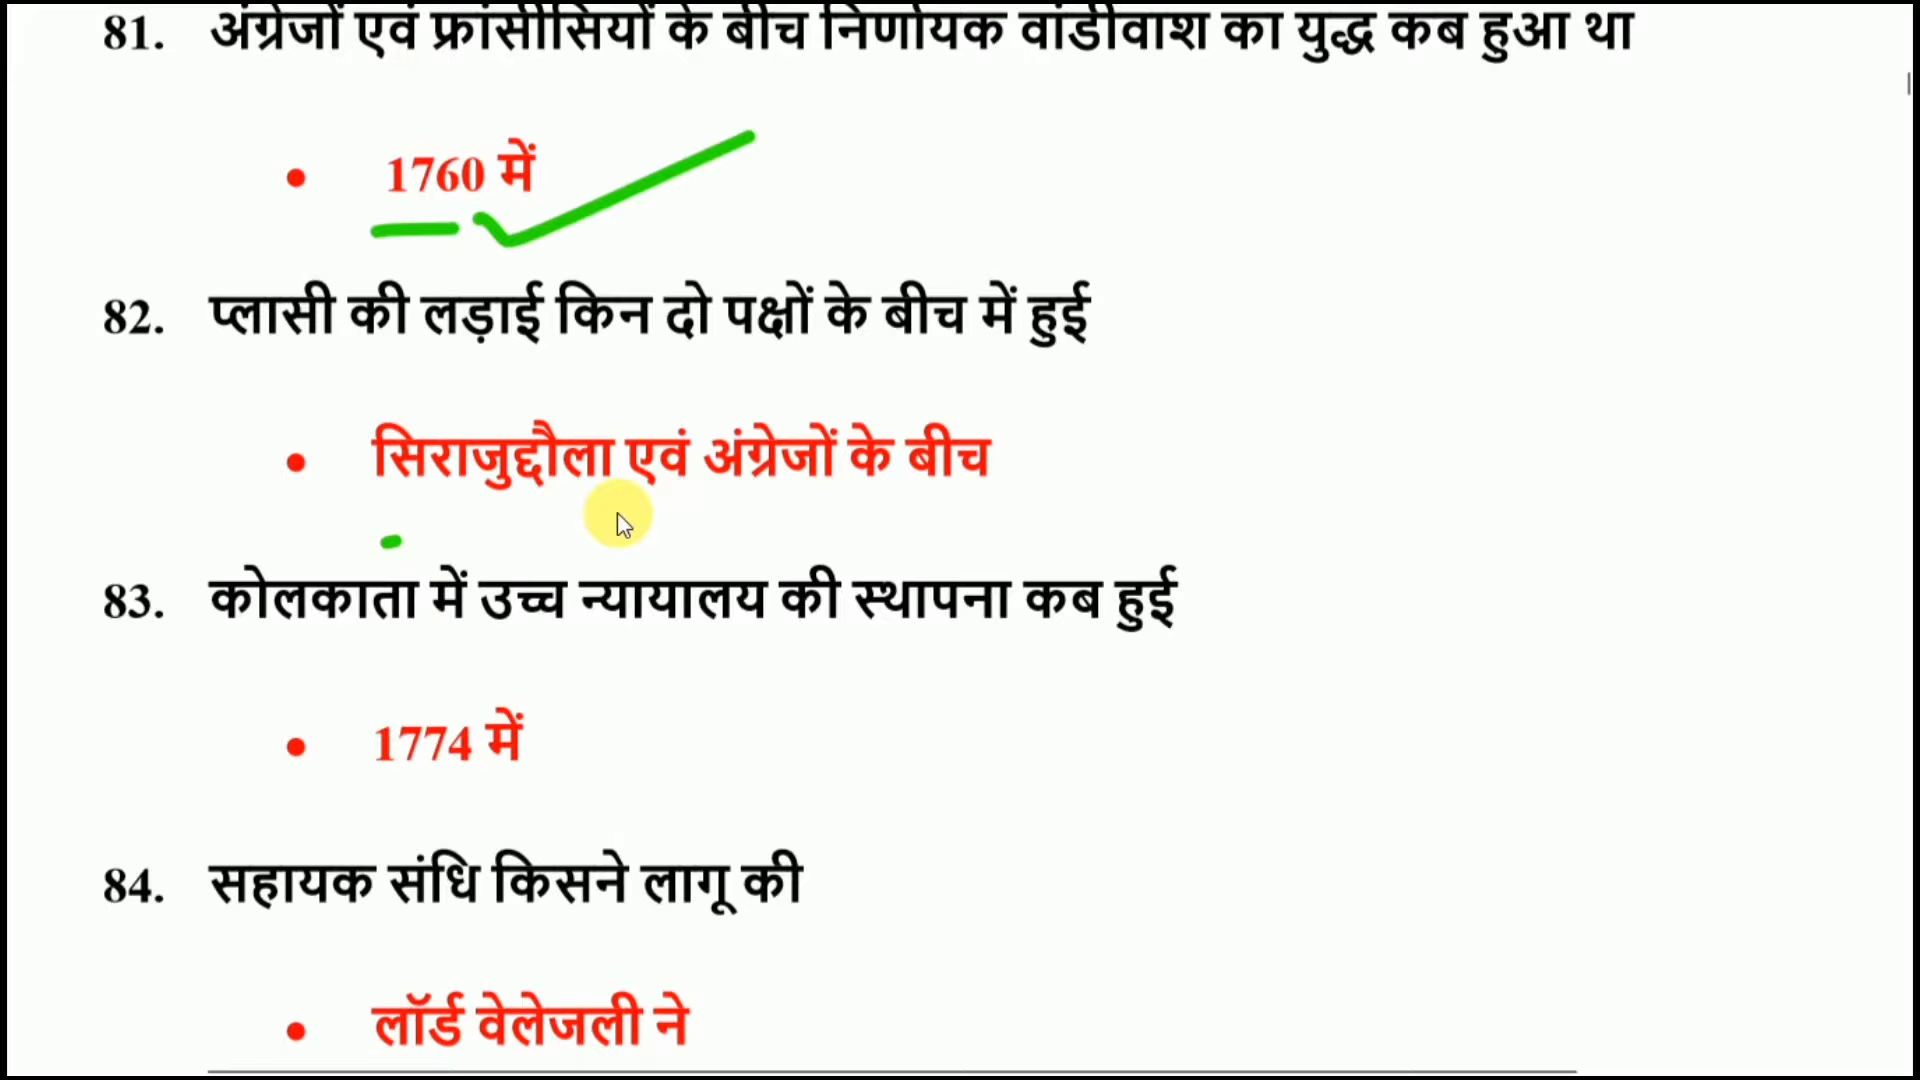 81. अंग्रेजों एवं फ्रांसीसियों के बीच निर्णायक वांडीवाश का युद्ध कब हुआ था
• 1760 में
82. प्लासी की लड़ाई किन दो पक्षों के बीच में हुई
• सिराजुद्दौला एवं अंग्रेजों के बीच
83. कोलकाता में उच्च न्यायालय की स्थापना कब हुई
• 1774 में
84. सहायक संधि किसने लागू की
• लॉर्ड वेलेजली ने